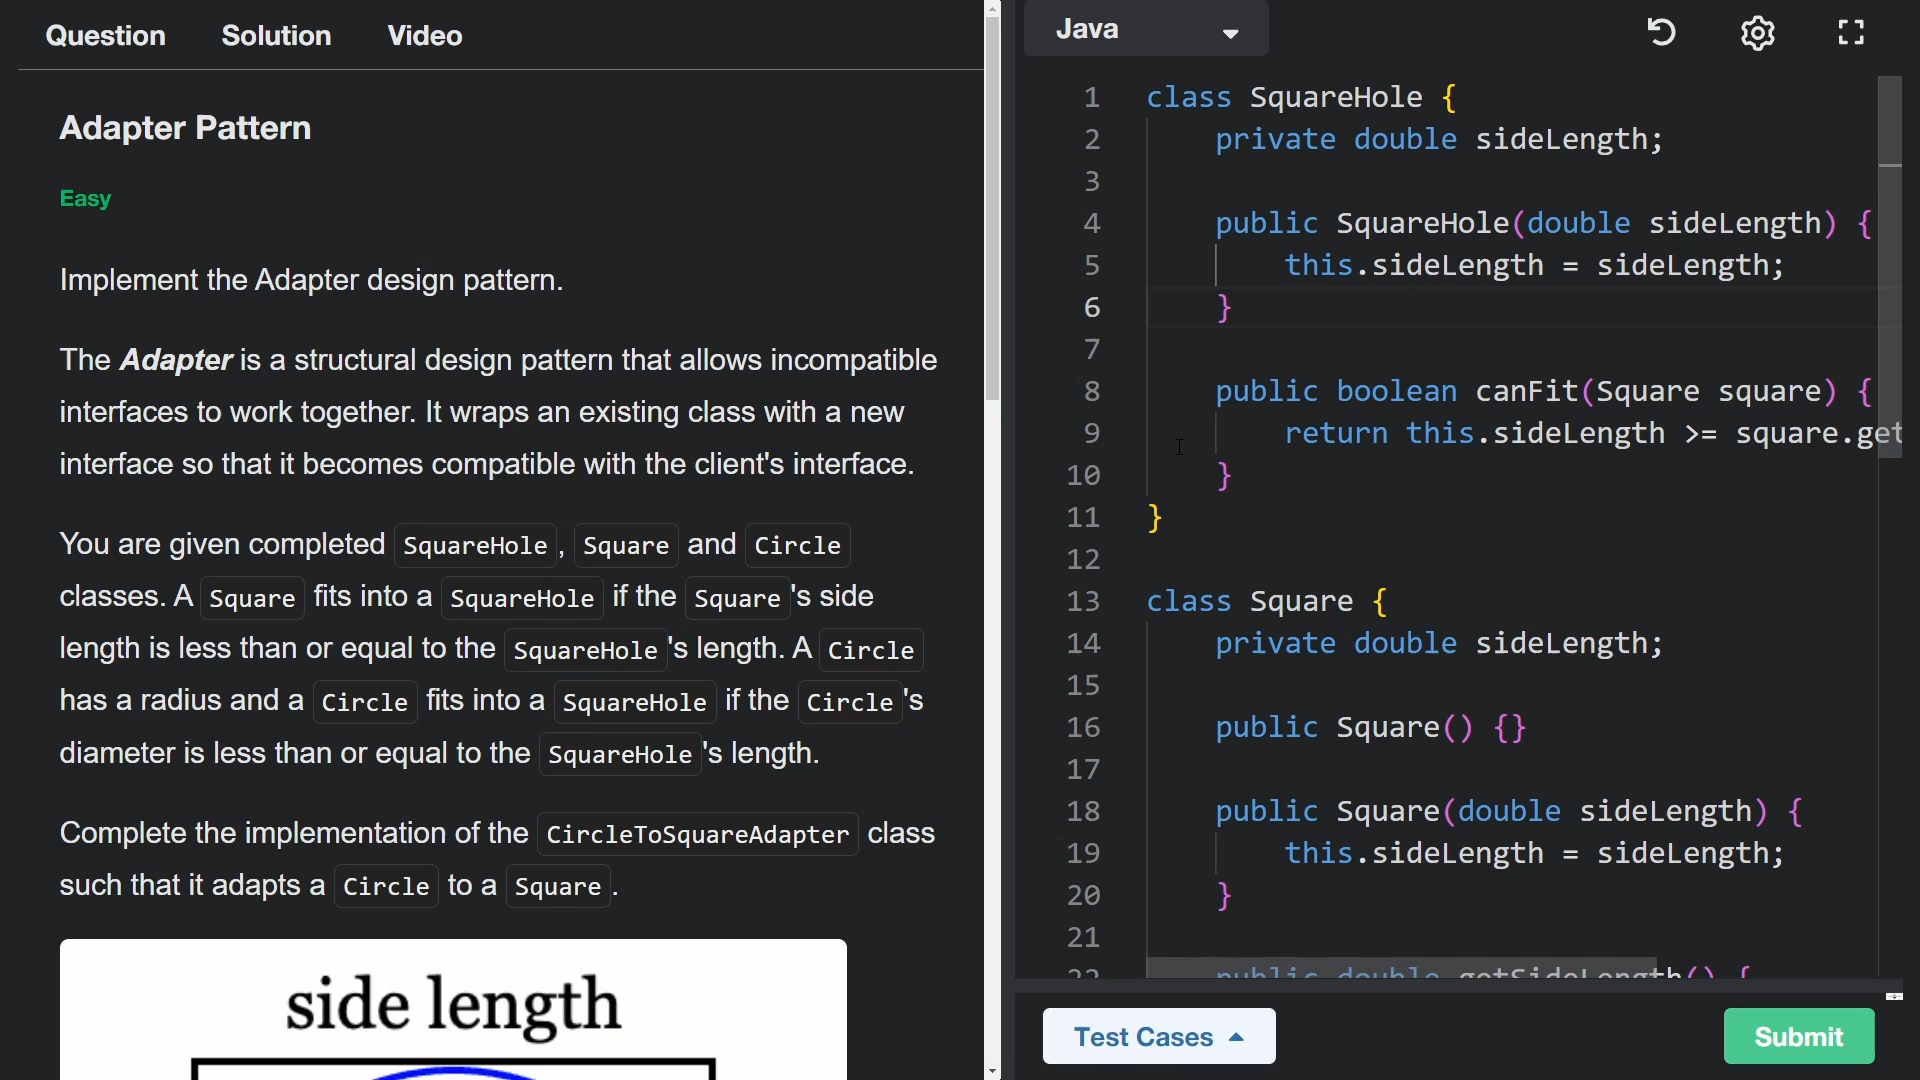 Question Solution Video
Adapter Pattern
Easy
Implement the Adapter design pattern.
The Adapter is a structural design pattern that allows incompatible
interfaces to work together. It wraps an existing class with a new
interface so that it becomes compatible with the client's interface.
You are given completed SquareHole , Square and Circle
classes. A Square fits into a SquareHole if the Square 's side
length is less than or equal to the SquareHole 's length. A Circle
has a radius and a Circle fits into a SquareHole if the Circle 's
diameter is less than or equal to the SquareHole 's length.
Complete the implementation of the CircleToSquareAdapter class
such that it adapts a Circle to a Square .
side length
Java
1 class SquareHole {
2 private double sideLength;
3
4 public SquareHole(double sideLength) {
5 this.sideLength = sideLength;
6 }
7
8 public boolean canFit(Square square) {
9 return this.sideLength >= square.get
10 }
11 }
12
13 class Square {
14 private double sideLength;
15
16 public Square() {}
17
18 public Square(double sideLength) {
19 this.sideLength = sideLength;
20 }
21
22 public double getSideLength() {
Test Cases
Submit